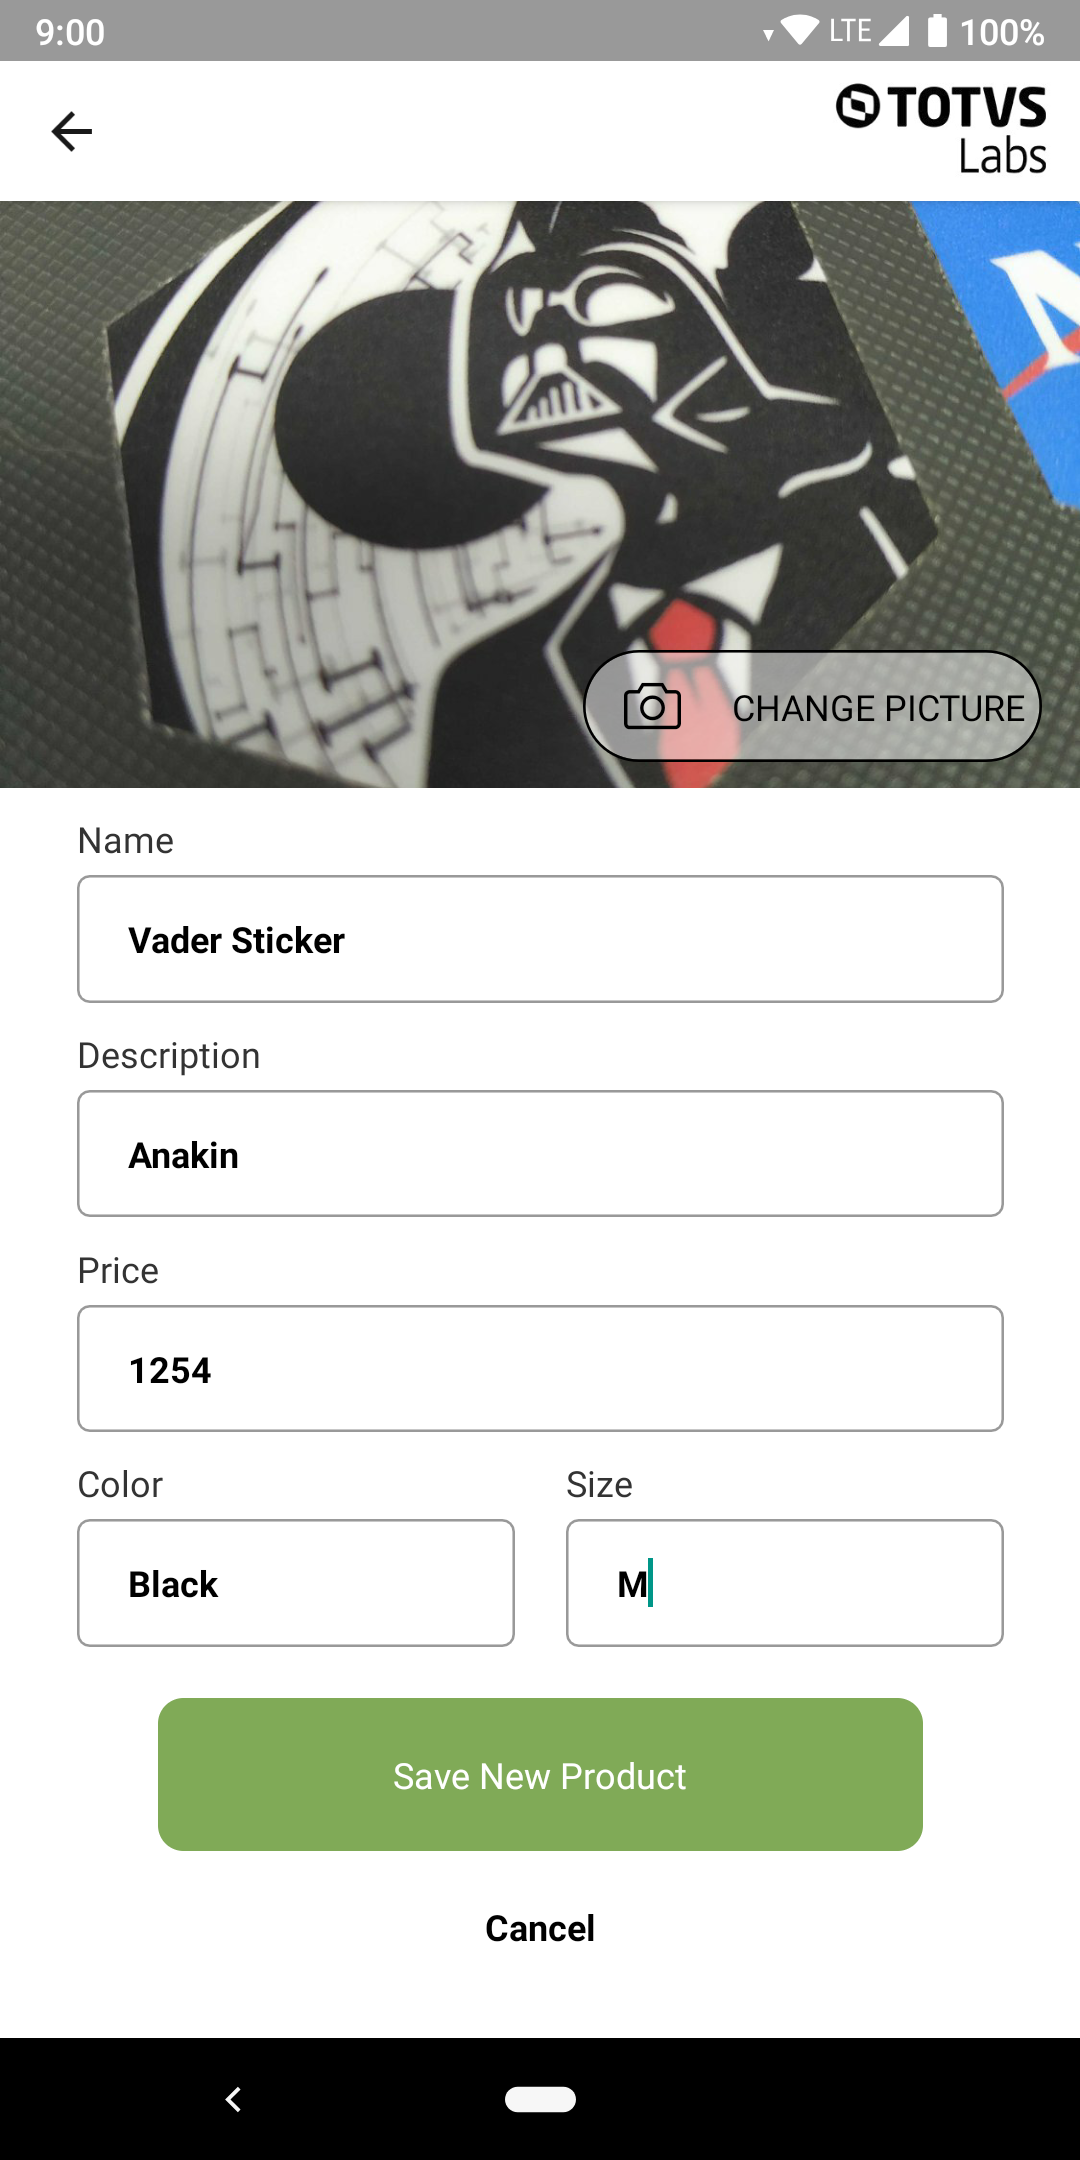 9:00 LTE 100%
TOTVS
Labs
CHANGE PICTURE
Name
Vader Sticker
Description
Anakin
Price
1254
Color Size
Black M
Save New Product
Cancel